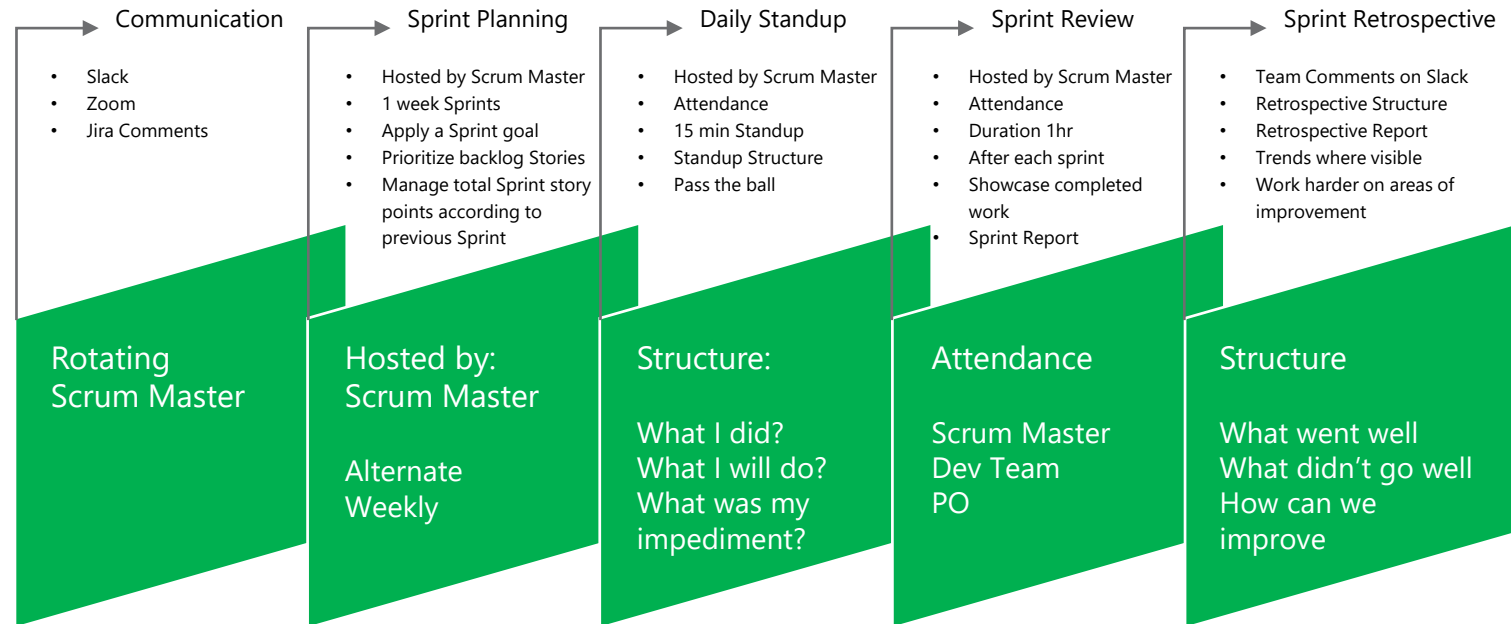 Communication
• Slack
• Zoom
• Jira Comments
Rotating
Scrum Master
Sprint Planning
• Hosted by Scrum Master
• 1 week Sprints
• Apply a Sprint goal
• Prioritize backlog Stories
• Manage total Sprint story
points according to
previous Sprint
Hosted by:
Scrum Master
Alternate
Weekly
Daily Standup
• Hosted by Scrum Master
• Attendance
• 15 min Standup
• Standup Structure
• Pass the ball
Structure:
What I did?
What I will do?
What was my
impediment?
Sprint Review
• Hosted by Scrum Master
• Attendance
• Duration 1hr
• After each sprint
• Showcase completed
work
• Sprint Report
Attendance
Scrum Master
Dev Team
PO
Sprint Retrospective
• Team Comments on Slack
• Retrospective Structure
• Retrospective Report
• Trends where visible
• Work harder on areas of
improvement
Structure
What went well
What didn’t go well
How can we
improve